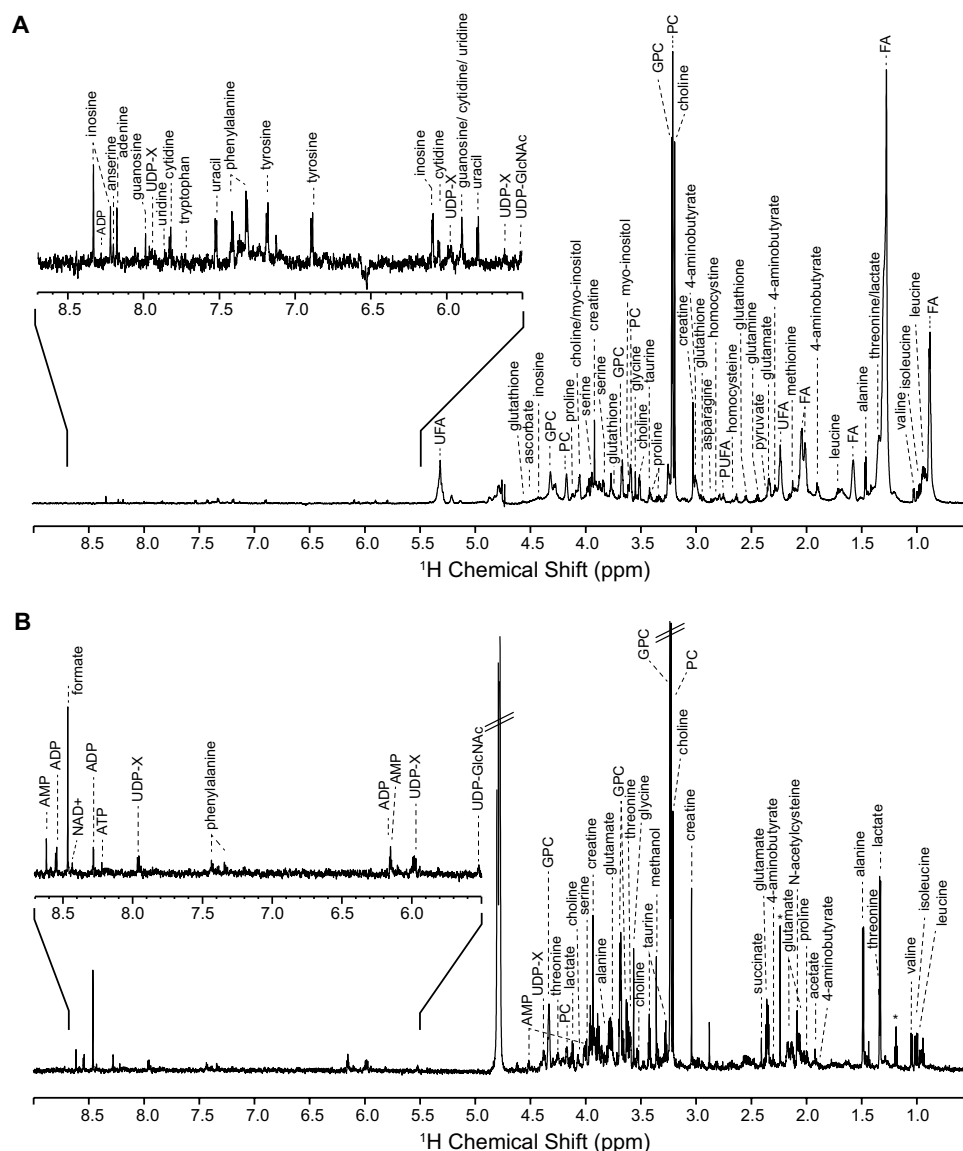 A
inosine
ADP
anserine
adenine
guanosine
UDP-X
uridine
cytidine
tryptophan
uracil
phenylalanine
tyrosine
tyrosine
inosine
cytidine
UDP-X
guanosine/ cytidine/ uridine
uracil
UDP-X
UDP-GlcNAc
8.5 8.0 7.5 7.0 6.5 6.0
UFA
glutathione
ascorbate
inosine
GPC
PC
proline
choline/myo-inositol
serine
creatine
serine
glutathione
GPC
myo-inositol
PC
glycine
choline
taurine
proline
GPC
PC
choline
creatine
4-aminobutyrate
glutathione
asparagine
homocystine
PUFA
homocysteine
glutathione
glutamine
pyruvate
glutamate
4-aminobutyrate
UFA
methionine
FA
4-aminobutyrate
leucine
FA
alanine
threonine/lactate
FA
valine
isoleucine
leucine
FA
8.5 8.0 7.5 7.0 6.5 6.0 5.5 5.0 4.5 4.0 3.5 3.0 2.5 2.0 1.5 1.0
¹H Chemical Shift (ppm)
B
AMP
ADP
formate
NAD+
ADP
ATP
UDP-X
phenylalanine
ADP
AMP
UDP-X
UDP-GlcNAc
8.5 8.0 7.5 7.0 6.5 6.0
AMP
UDP-X
GPC
threonine
PC
lactate
choline
serine
creatine
alanine
glutamate
GPC
threonine
glycine
choline
taurine
methanol
GPC
PC
choline
creatine
succinate
glutamate
4-aminobutyrate
*
glutamate
N-acetylcysteine
proline
acetate
4-aminobutyrate
alanine
threonine
lactate
*
valine
isoleucine
leucine
8.5 8.0 7.5 7.0 6.5 6.0 5.5 5.0 4.5 4.0 3.5 3.0 2.5 2.0 1.5 1.0
¹H Chemical Shift (ppm)